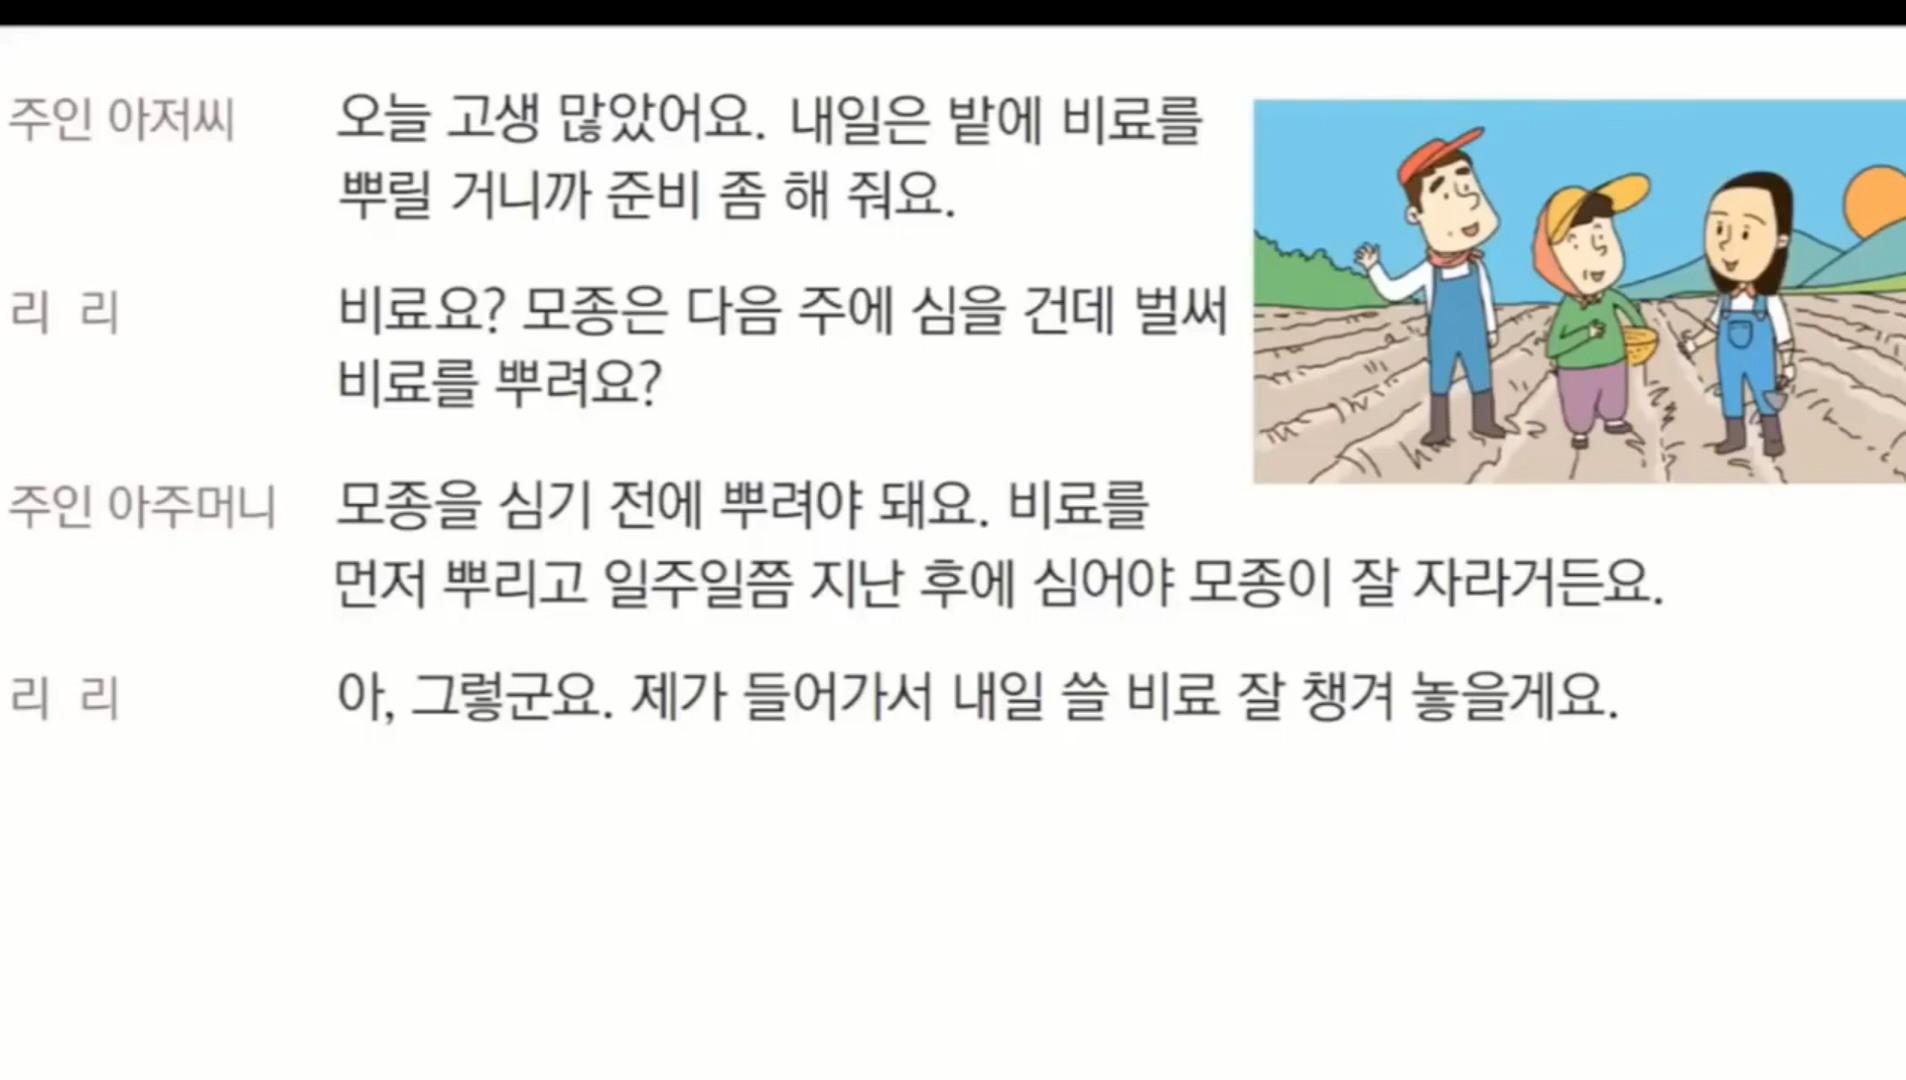 주인 아저씨 오늘 고생 많았어요. 내일은 밭에 비료를
뿌릴 거니까 준비 좀 해 줘요.
리 리 비료요? 모종은 다음 주에 심을 건데 벌써
비료를 뿌려요?
주인 아주머니 모종을 심기 전에 뿌려야 돼요. 비료를
먼저 뿌리고 일주일쯤 지난 후에 심어야 모종이 잘 자라거든요.
리 리 아, 그렇군요. 제가 들어가서 내일 쓸 비료 잘 챙겨 놓을게요.